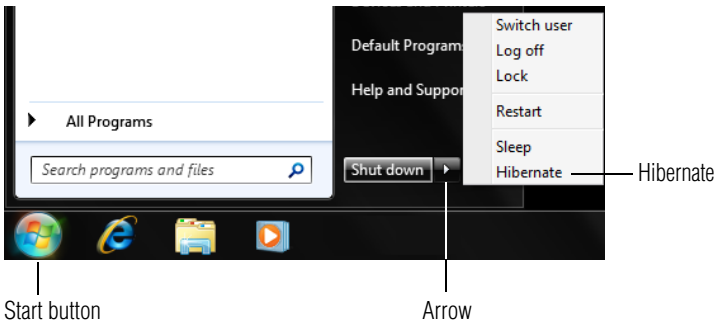 Switch user
Default Programs
Log off
Lock
Help and Suppor
Restart
All Programs
Sleep
Search programs and files
Shut down
Hibernate
Hibernate
Start button
Arrow